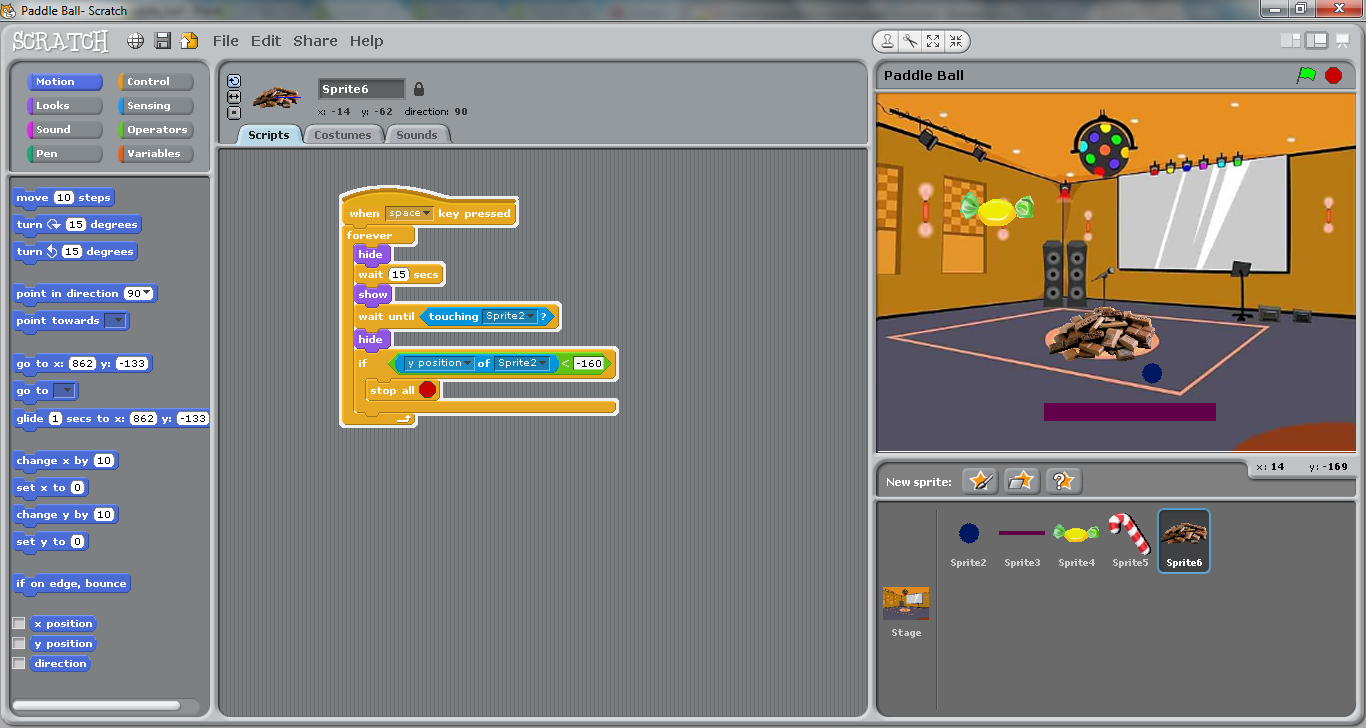 Paddle Ball- Scratch
SCRATCH File Edit Share Help
Motion Control
Looks Sensing
Sound Operators
Pen Variables
move 10 steps
turn 15 degrees
turn 15 degrees
point in direction 90
point towards
go to x: 862 y: -133
go to
glide 1 secs to x: 862 y: -133
change x by 10
set x to 0
change y by 10
set y to 0
if on edge, bounce
x position
y position
direction
Sprite6
x: -14 y: -62 direction: 90
Scripts Costumes Sounds
when space key pressed
forever
hide
wait 15 secs
show
wait until touching Sprite2 ?
hide
if y position of Sprite2 < -160
stop all
Paddle Ball
x: 14 y: -169
New sprite:
Sprite2 Sprite3 Sprite4 Sprite5 Sprite6
Stage